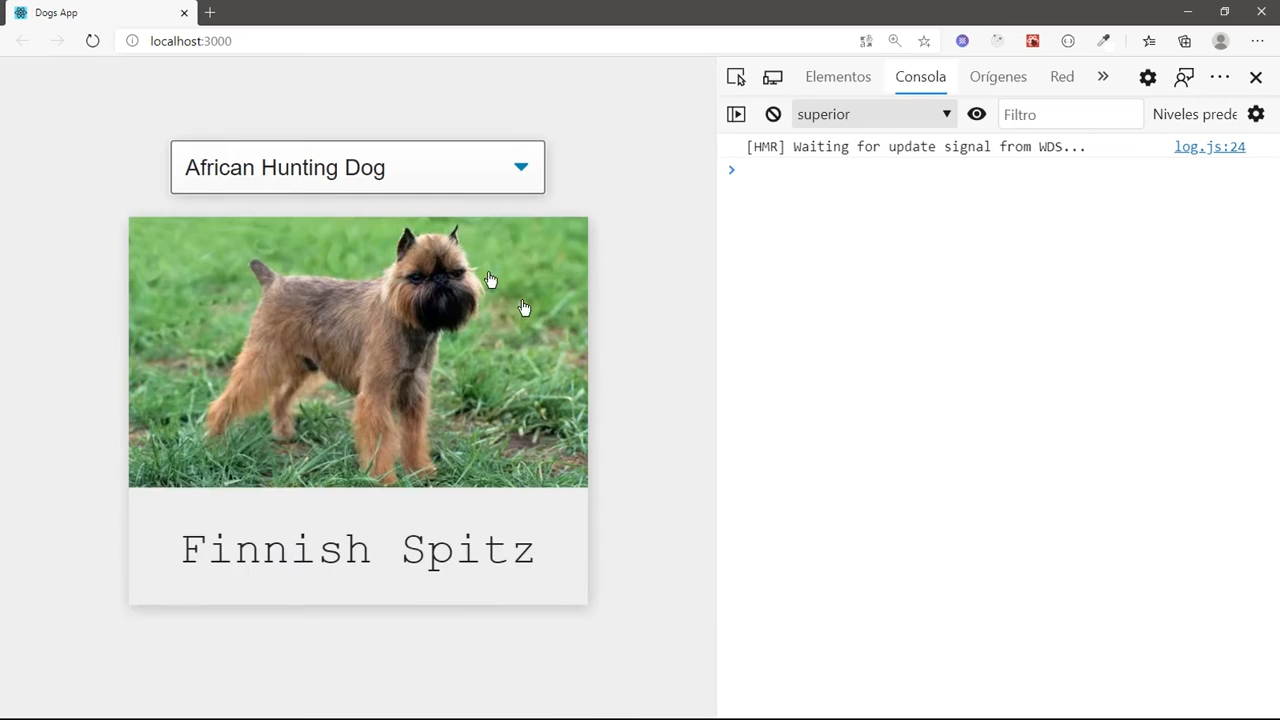 Dogs App
localhost:3000
Elementos Consola Orígenes Red
superior Filtro Niveles prede
[HMR] Waiting for update signal from WDS... log.js:24
African Hunting Dog
Finnish Spitz